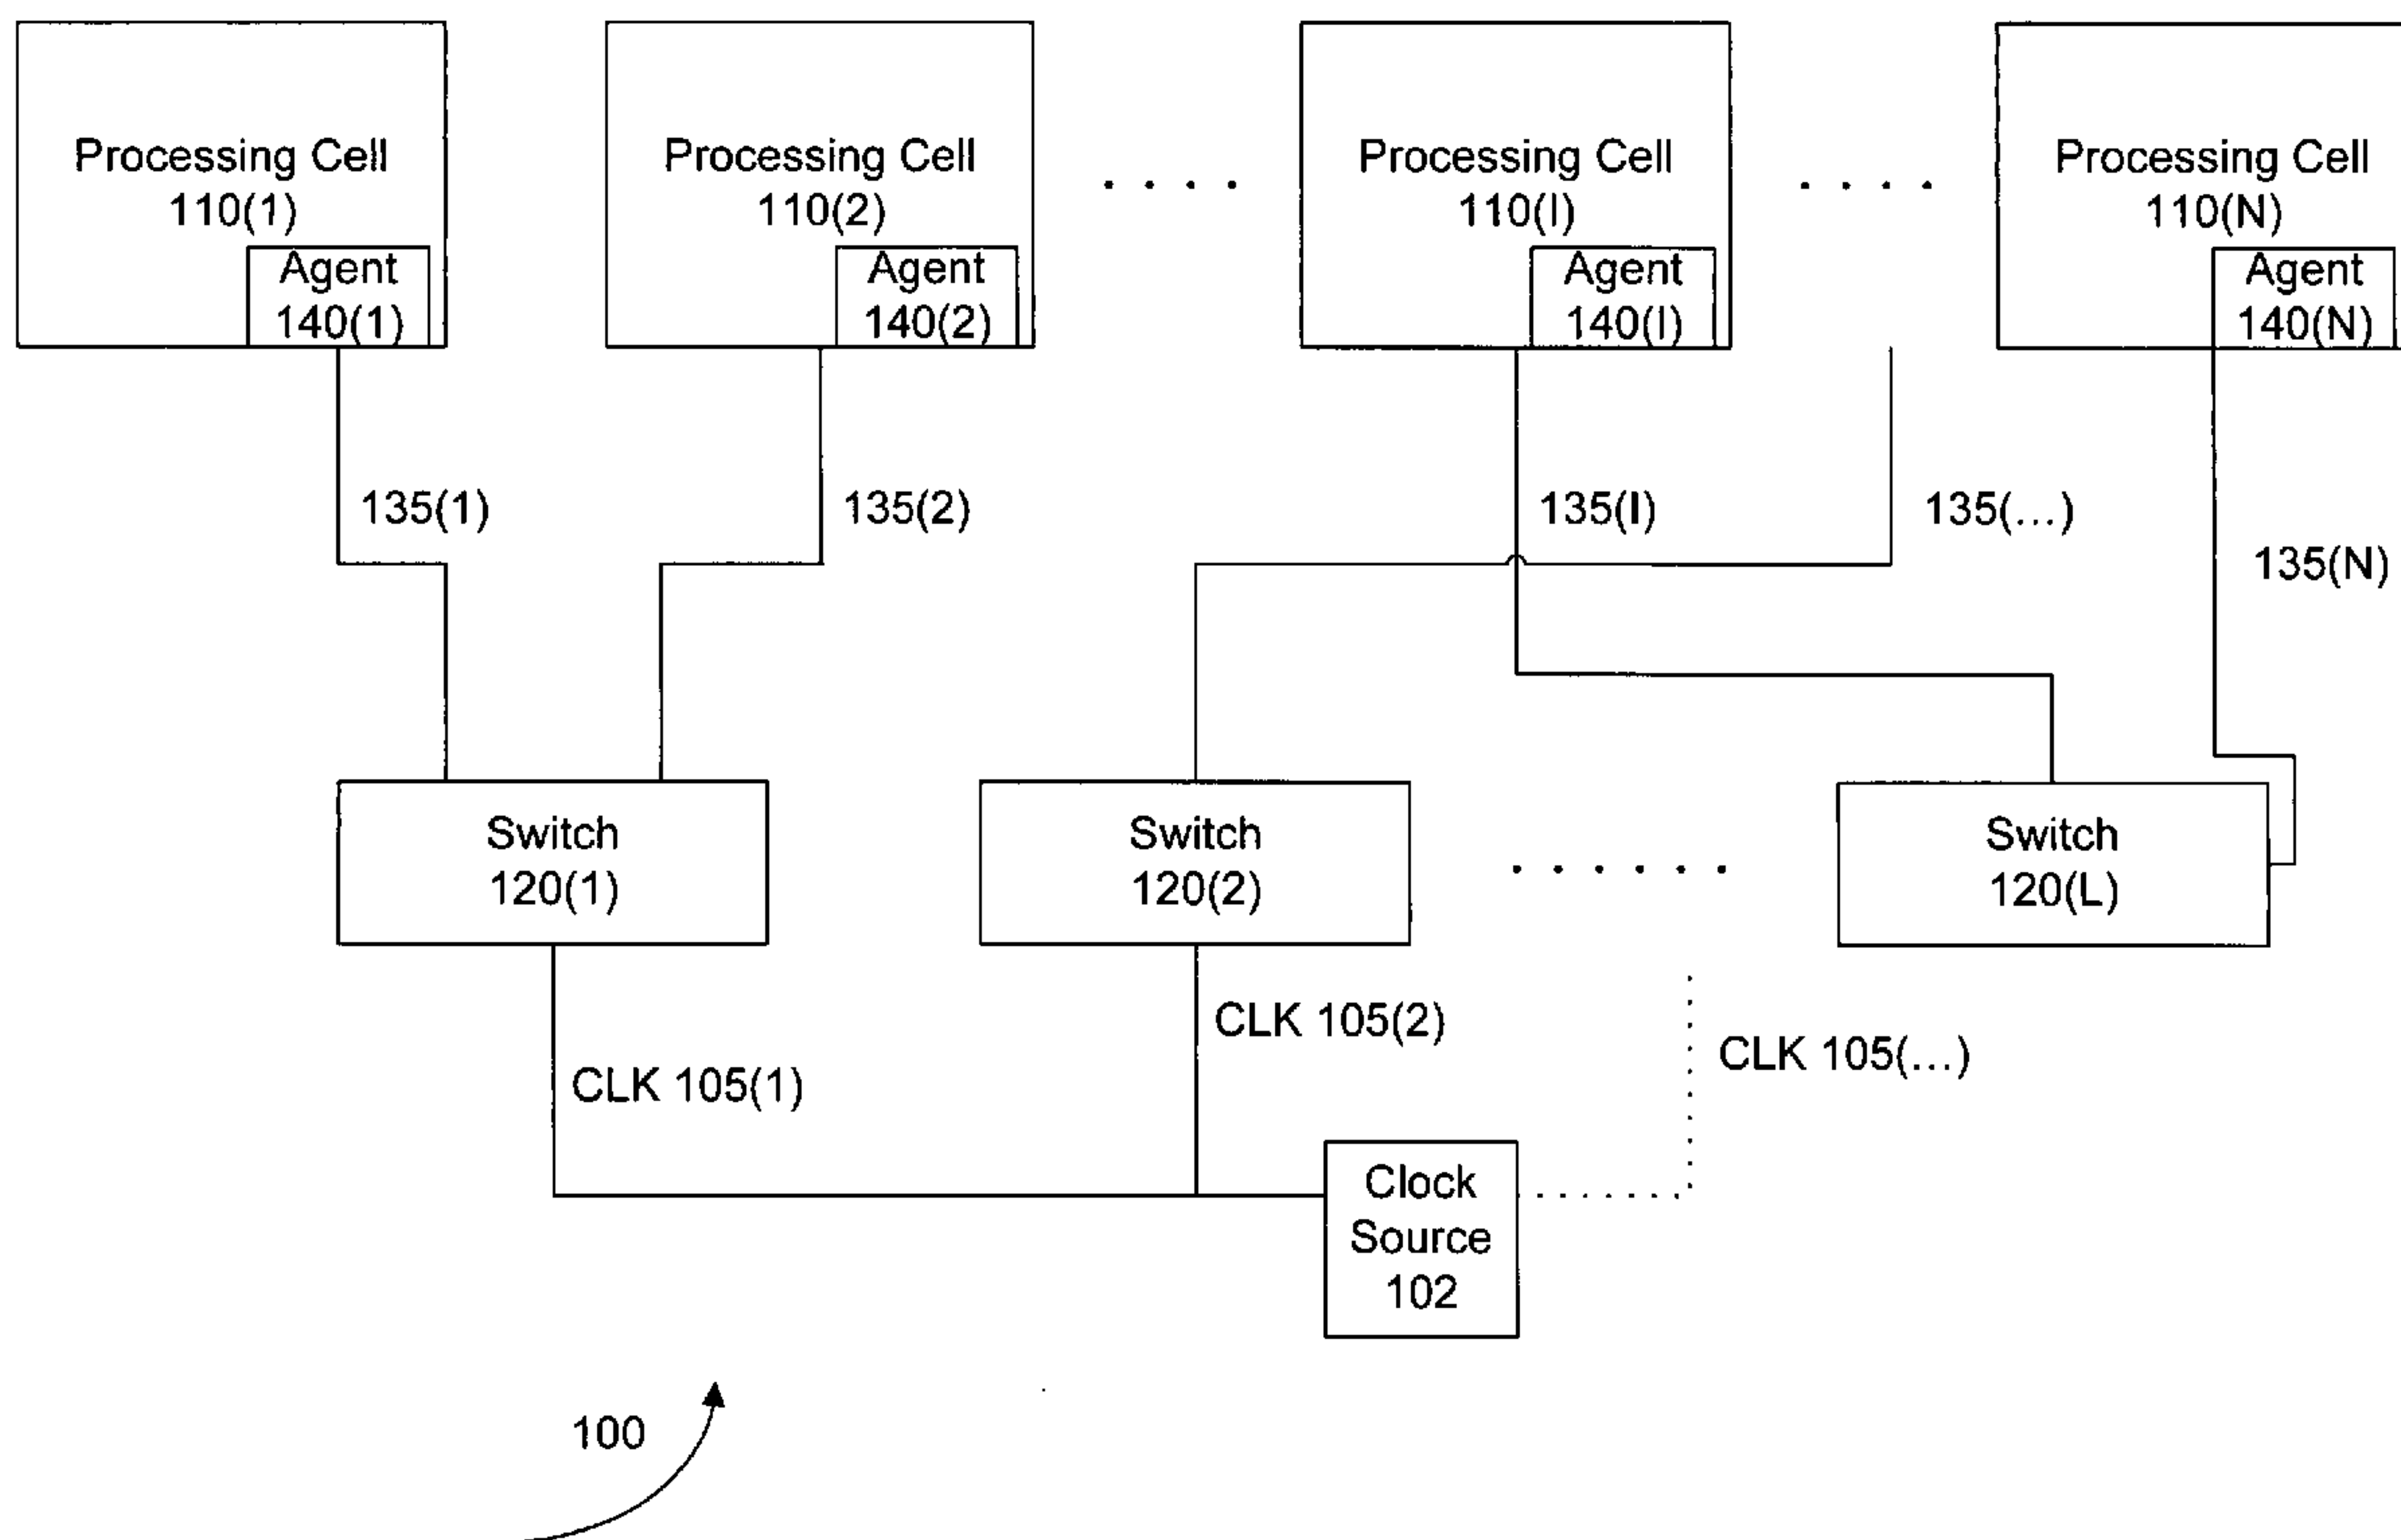 Processing Cell
110(1)
Agent
140(1)
Processing Cell
110(2)
Agent
140(2)
. . . .
Processing Cell
110(I)
Agent
140(I)
. . . .
Processing Cell
110(N)
Agent
140(N)
135(1)
135(2)
135(I)
135(...)
135(N)
Switch
120(1)
Switch
120(2)
. . . . . .
Switch
120(L)
CLK 105(1)
CLK 105(2)
CLK 105(...)
Clock
Source
102
100